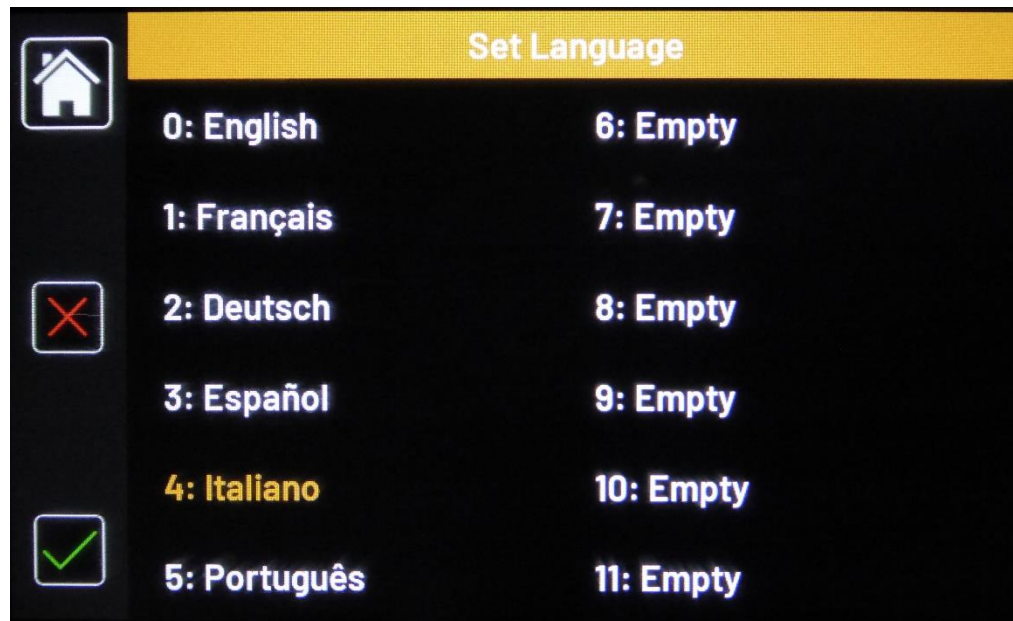 Set Language
0: English
1: Français
2: Deutsch
3: Español
4: Italiano
5: Português
6: Empty
7: Empty
8: Empty
9: Empty
10: Empty
11: Empty